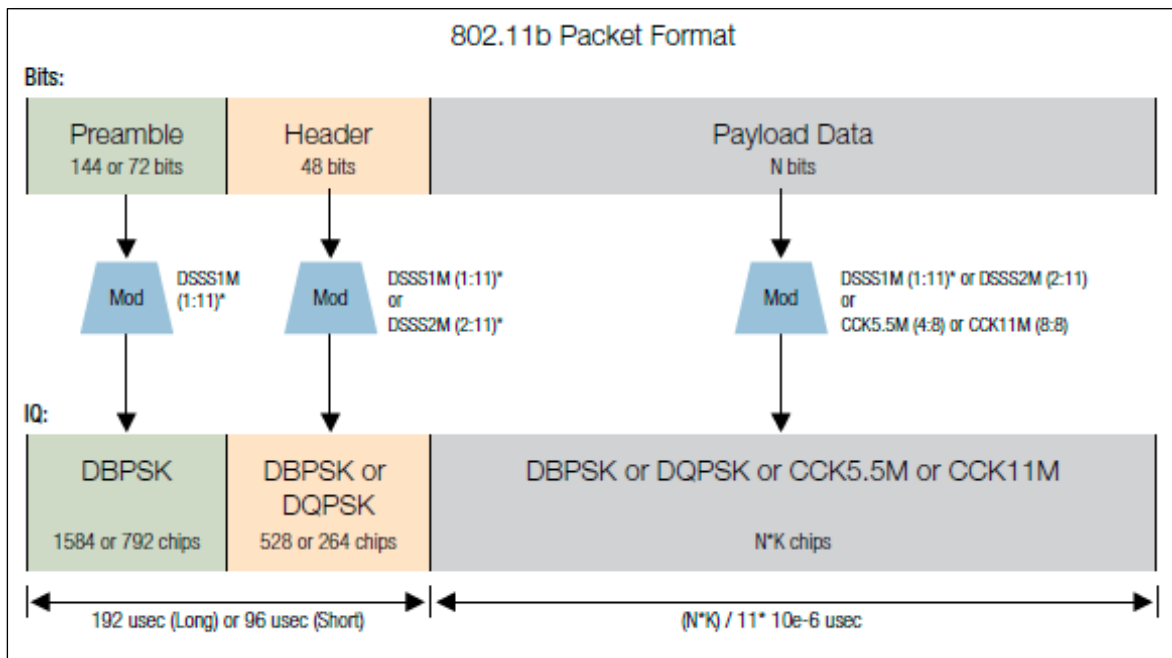 802.11b Packet Format
Bits:
Preamble
144 or 72 bits
Header
48 bits
Payload Data
N bits
Mod
DSSS1M
(1:11)*
Mod
DSSS1M (1:11)*
or
DSSS2M (2:11)*
Mod
DSSS1M (1:11)* or DSSS2M (2:11)
or
CCK5.5M (4:8) or CCK11M (8:8)
IQ:
DBPSK
1584 or 792 chips
DBPSK or
DQPSK
528 or 264 chips
DBPSK or DQPSK or CCK5.5M or CCK11M
N*K chips
192 usec (Long) or 96 usec (Short)
(N*K) / 11* 10e-6 usec